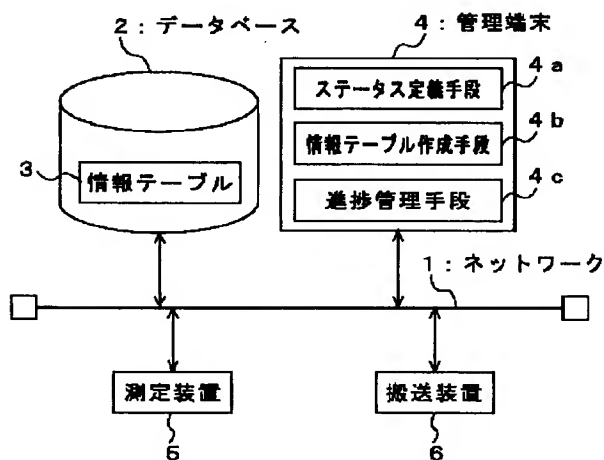 2：データベース
4：管理端末
4a
ステータス定義手段
4b
情報テーブル作成手段
3
情報テーブル
4c
進捗管理手段
1：ネットワーク
測定装置
搬送装置
5
6